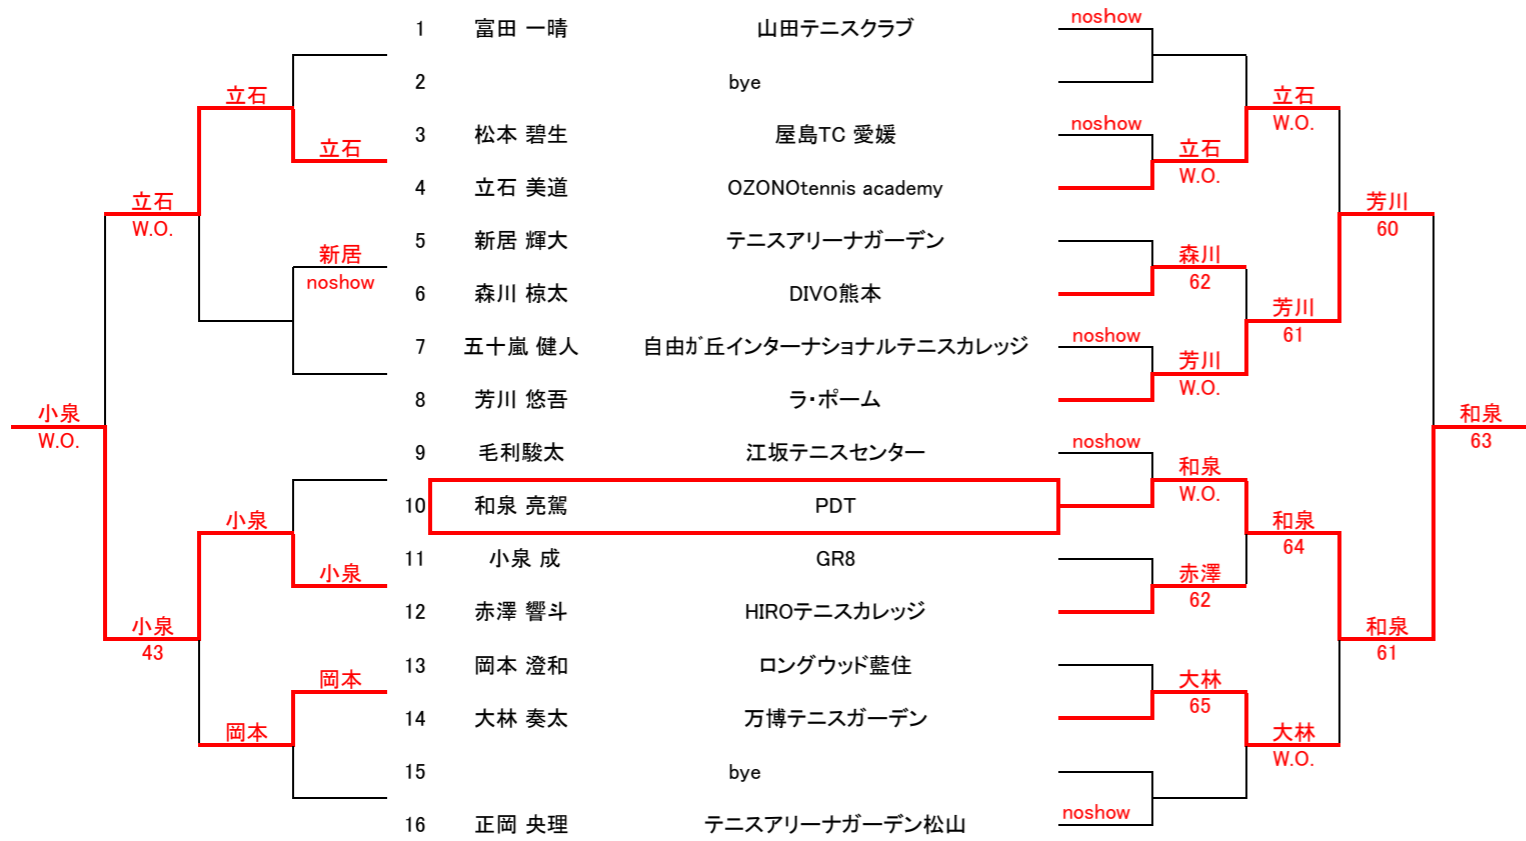 1 富田 一晴 山田テニスクラブ noshow
2 bye
立石 立石
3 松本 碧生 屋島TC 愛媛 noshow W.O.
立石 立石
4 立石 美道 OZONOtennis academy W.O.
立石 芳川
W.O. 60
5 新居 輝大 テニスアリーナガーデン
新居 森川
noshow 62
6 森川 椋太 DIVO熊本
芳川
61
7 五十嵐 健人 自由ガ丘インターナショナルテニスカレッジ noshow
芳川
W.O.
8 芳川 悠吾 ラ・ポーム
小泉 和泉
W.O. 63
9 毛利駿太 江坂テニスセンター noshow
和泉
W.O.
10 和泉 亮駕 PDT
小泉 和泉
64
11 小泉 成 GR8
小泉 赤澤
62
12 赤澤 響斗 HIROテニスカレッジ
小泉 和泉
43 61
13 岡本 澄和 ロングウッド藍住
岡本 大林
65
14 大林 奏太 万博テニスガーデン
岡本 大林
W.O.
15 bye
16 正岡 央理 テニスアリーナガーデン松山 noshow